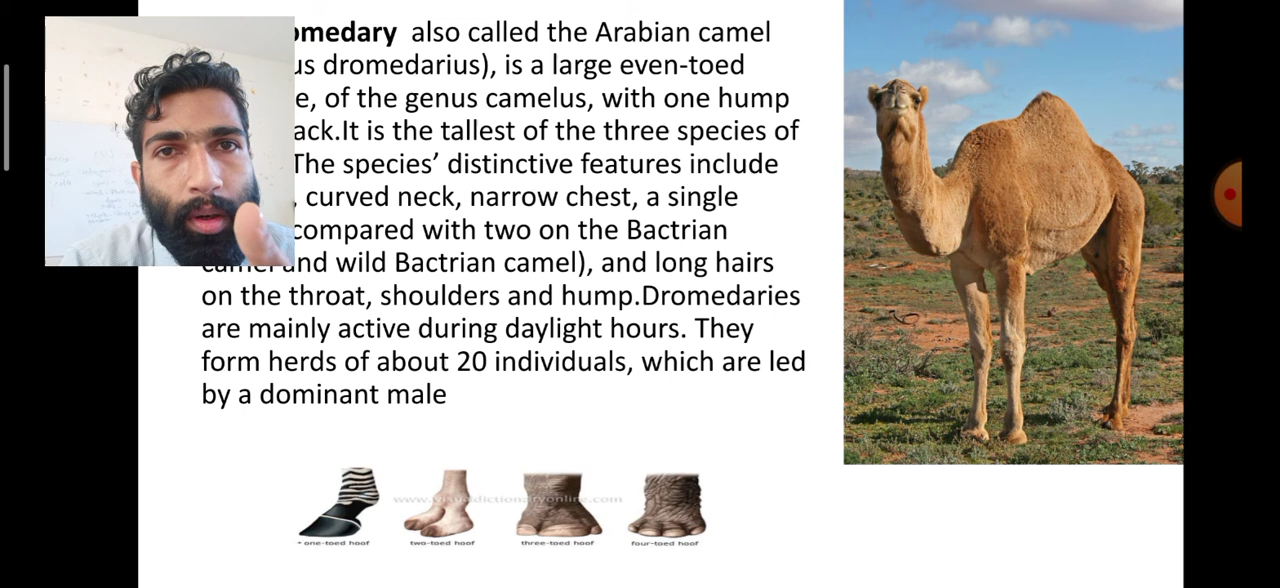 omedary also called the Arabian camel
us dromedarius), is a large even-toed
e, of the genus camelus, with one hump
ack.It is the tallest of the three species of
The species’ distinctive features include
, curved neck, narrow chest, a single
compared with two on the Bactrian
camel and wild Bactrian camel), and long hairs
on the throat, shoulders and hump.Dromedaries
are mainly active during daylight hours. They
form herds of about 20 individuals, which are led
by a dominant male
www.visualdictionaryonline.com
one-toed hoof two-toed hoof three-toed hoof four-toed hoof